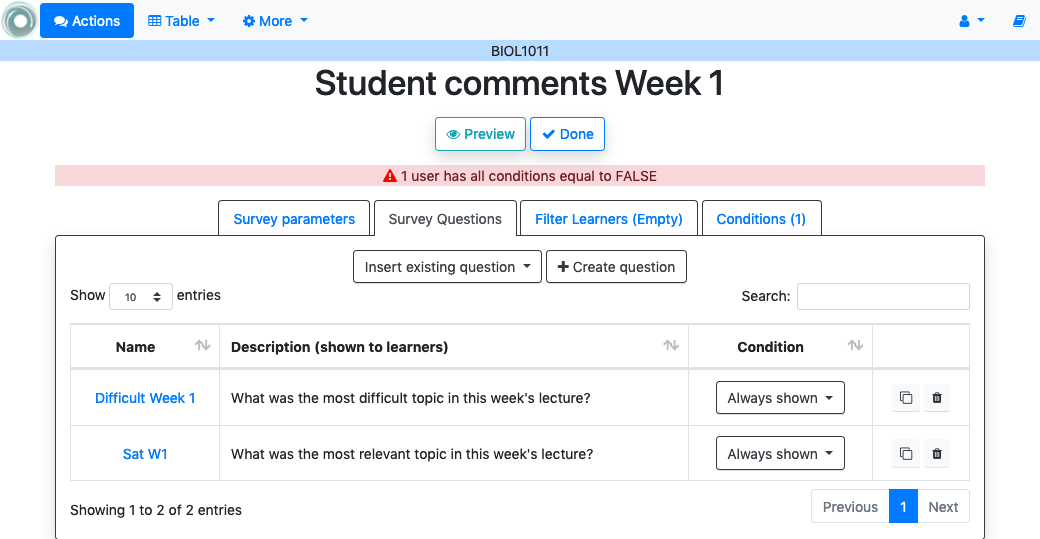 Actions Table More
BIOL1011
Student comments Week 1
Preview Done
1 user has all conditions equal to FALSE
Survey parameters Survey Questions Filter Learners (Empty) Conditions (1)
Insert existing question Create question
Show 10 entries Search:
Name Description (shown to learners) Condition
Difficult Week 1 What was the most difficult topic in this week's lecture? Always shown
Sat W1 What was the most relevant topic in this week's lecture? Always shown
Showing 1 to 2 of 2 entries Previous 1 Next